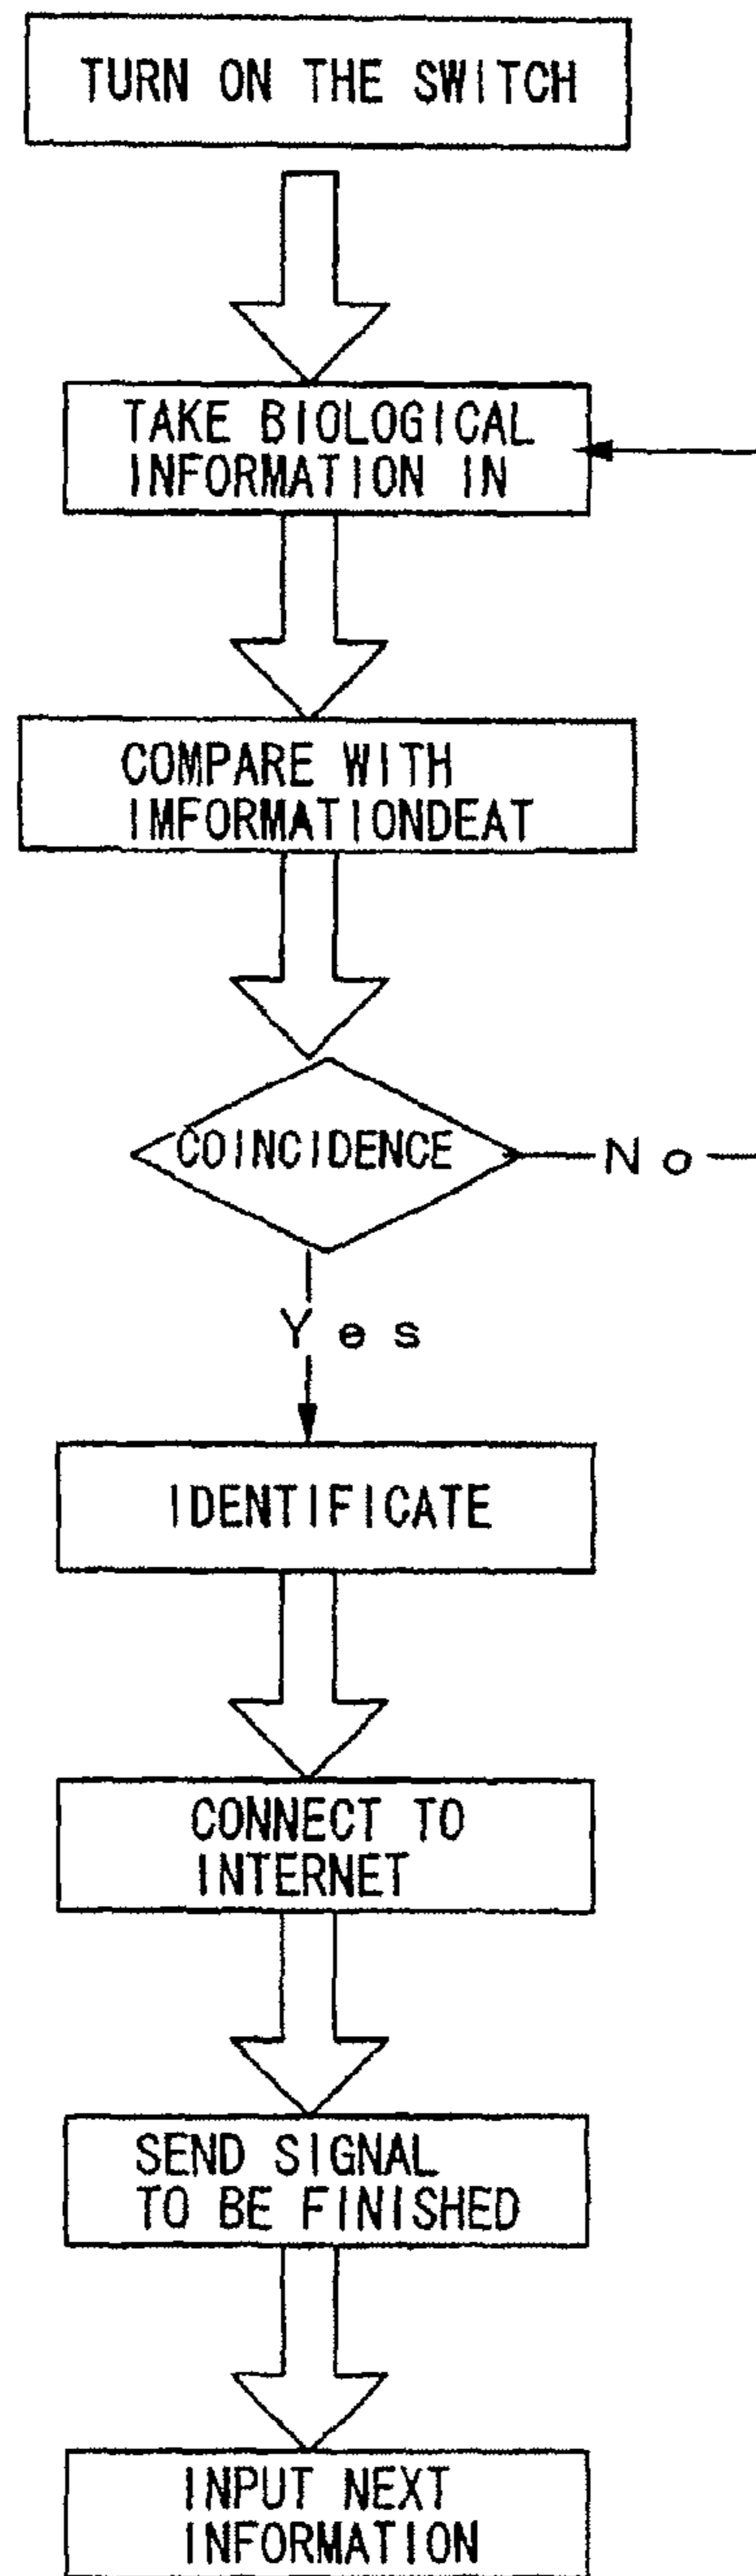 TURN ON THE SWITCH
TAKE BIOLOGICAL
INFORMATION IN
COMPARE WITH
IMFORMATIONDEAT
COINCIDENCE
No
Yes
IDENTIFICATE
CONNECT TO
INTERNET
SEND SIGNAL
TO BE FINISHED
INPUT NEXT
INFORMATION